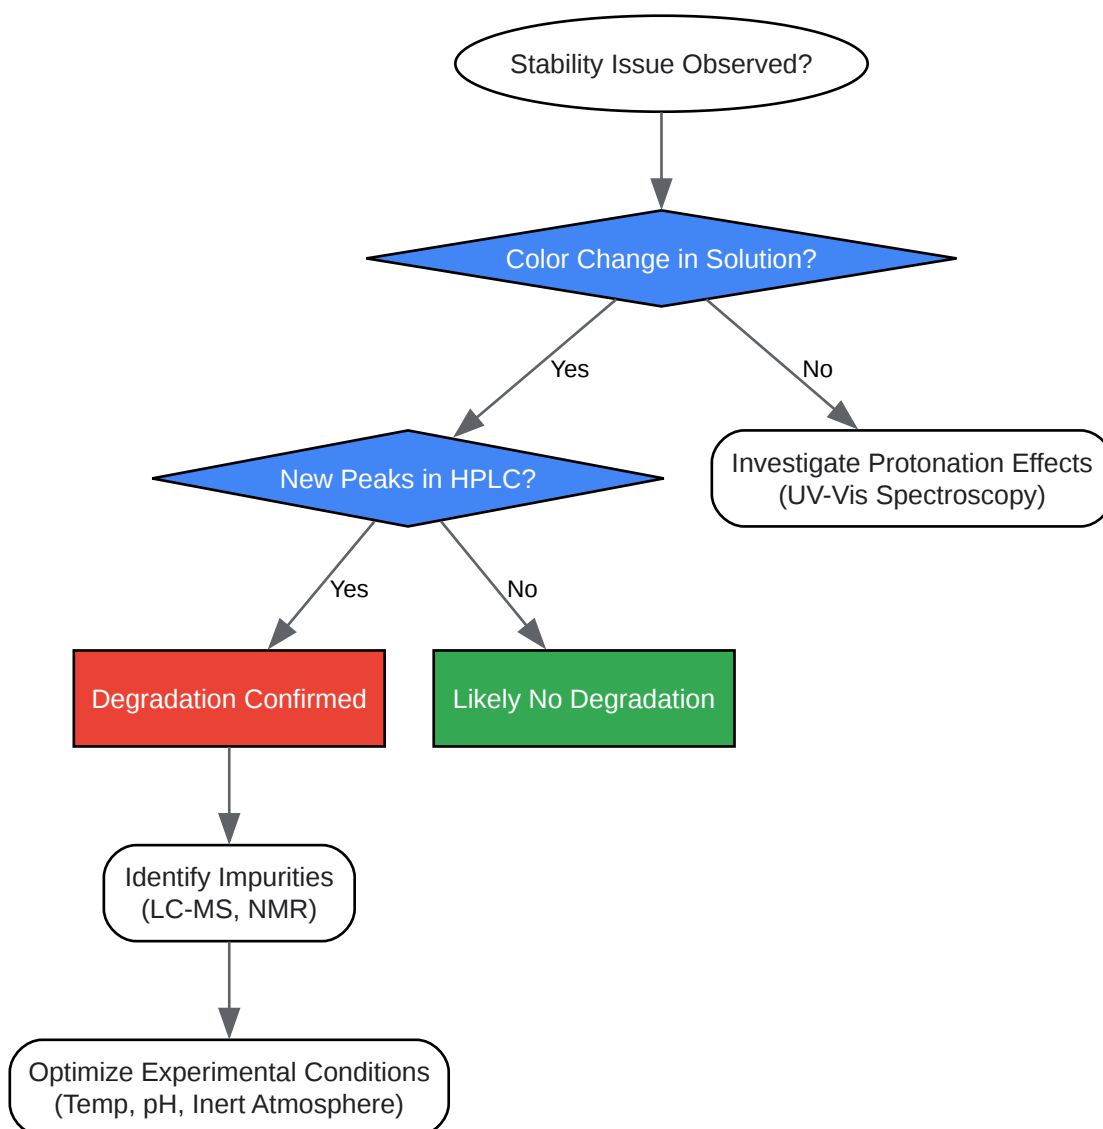 Stability Issue Observed?
Color Change in Solution?
Yes
No
New Peaks in HPLC?
Investigate Protonation Effects
(UV-Vis Spectroscopy)
Yes
No
Degradation Confirmed
Likely No Degradation
Identify Impurities
(LC-MS, NMR)
Optimize Experimental Conditions
(Temp, pH, Inert Atmosphere)